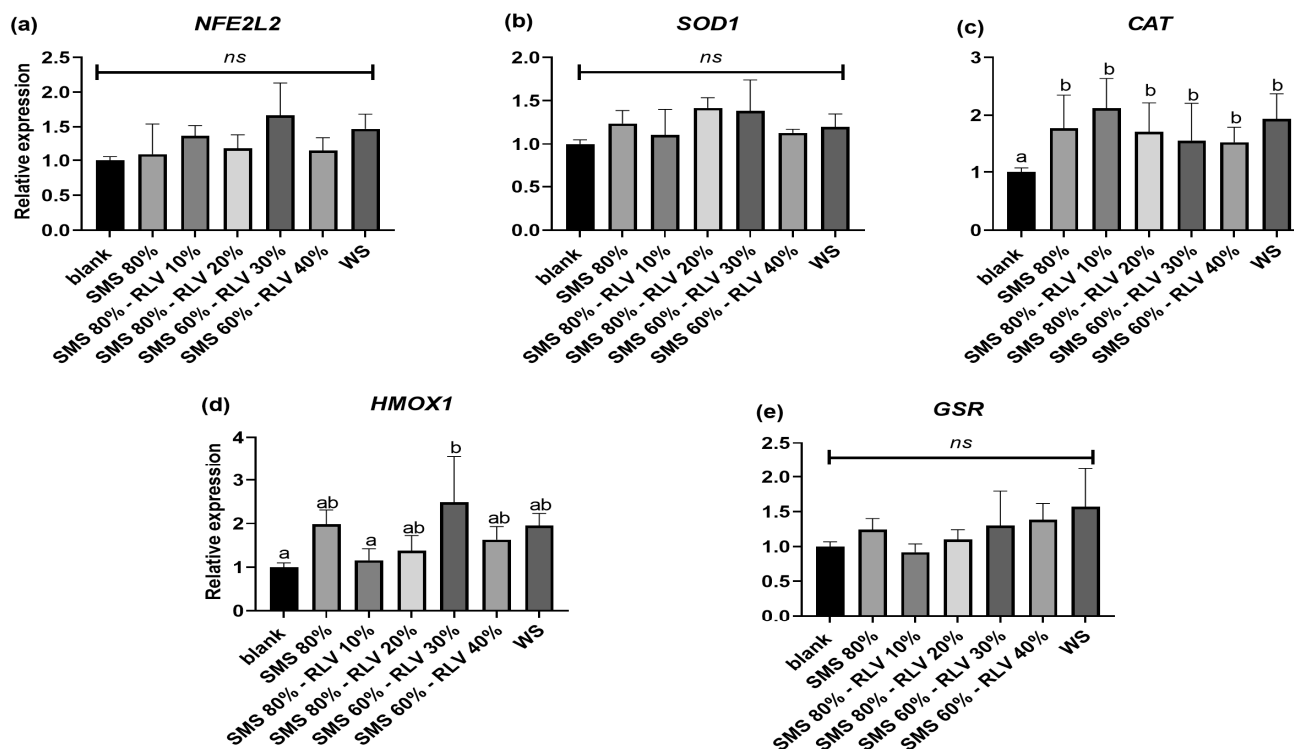 (a) NFE2L2
Relative expression
2.5
2.0
1.5
1.0
0.5
0.0
ns
blank
SMS 80%
SMS 80% - RLV 10%
SMS 80% - RLV 20%
SMS 60% - RLV 30%
SMS 60% - RLV 40%
WS
(b) SOD1
2.0
1.5
1.0
0.5
0.0
ns
blank
SMS 80%
SMS 80% - RLV 10%
SMS 80% - RLV 20%
SMS 60% - RLV 30%
SMS 60% - RLV 40%
WS
(c) CAT
3
2
1
0
a b b b b b b
blank
SMS 80%
SMS 80% - RLV 10%
SMS 80% - RLV 20%
SMS 60% - RLV 30%
SMS 60% - RLV 40%
WS
(d) HMOX1
Relative expression
4
3
2
1
0
a ab a ab b ab ab
blank
SMS 80%
SMS 80% - RLV 10%
SMS 80% - RLV 20%
SMS 60% - RLV 30%
SMS 60% - RLV 40%
WS
(e) GSR
2.5
2.0
1.5
1.0
0.5
0.0
ns
blank
SMS 80%
SMS 80% - RLV 10%
SMS 80% - RLV 20%
SMS 60% - RLV 30%
SMS 60% - RLV 40%
WS